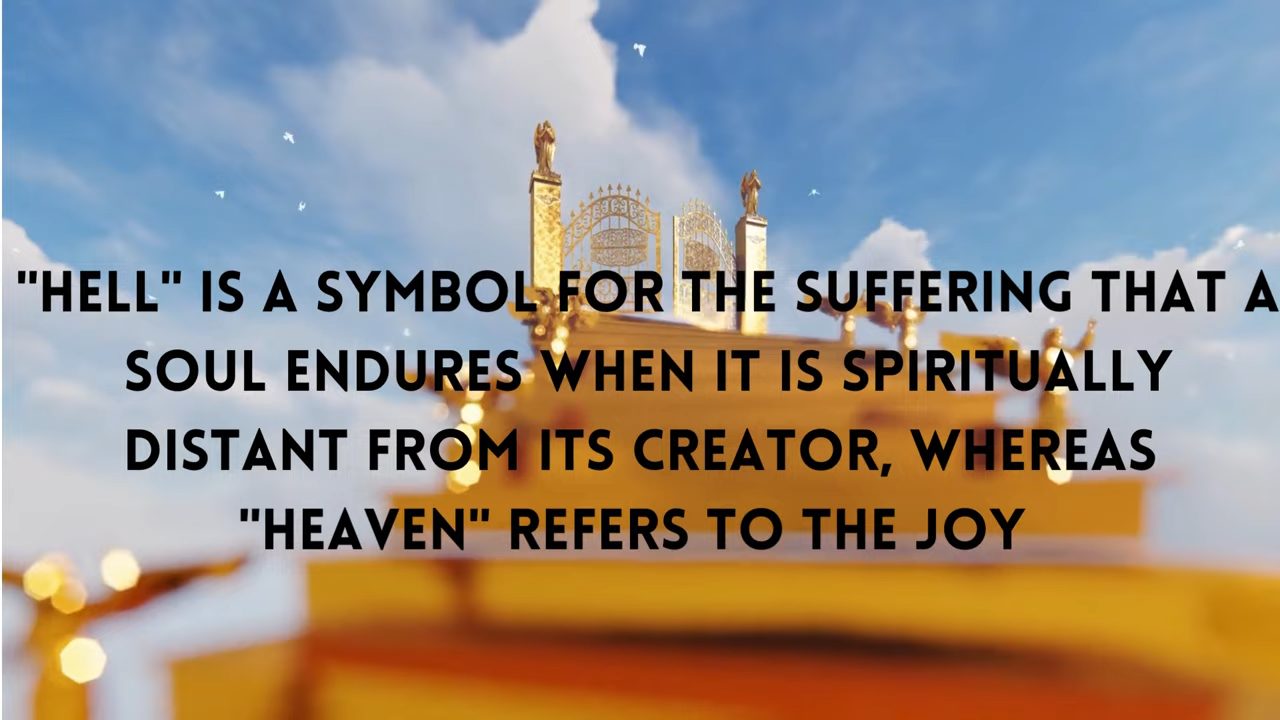 "HELL" IS A SYMBOL FOR THE SUFFERING THAT A
SOUL ENDURES WHEN IT IS SPIRITUALLY
DISTANT FROM ITS CREATOR, WHEREAS
"HEAVEN" REFERS TO THE JOY